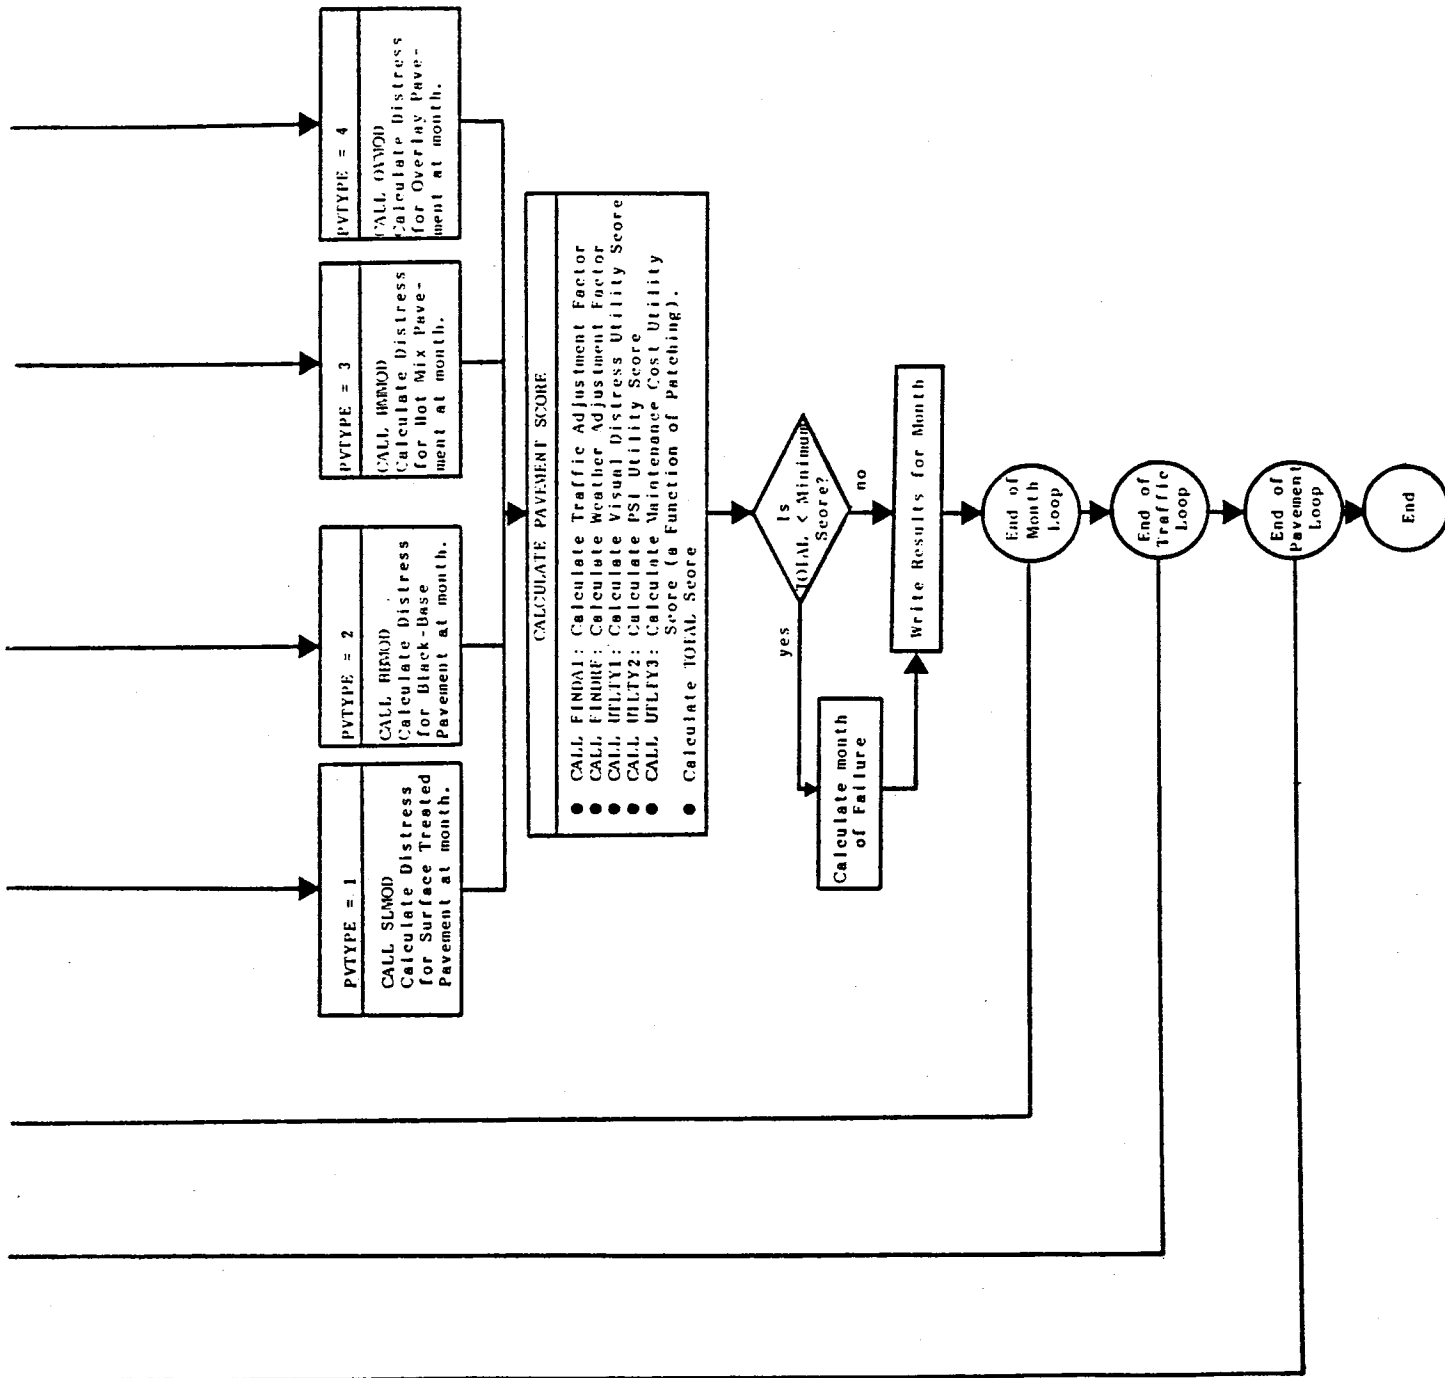 PVTYPE = 1
CALL SLMOD
Calculate Distress
for Surface Treated
Pavement at month.
PVTYPE = 2
CALL BBMOD
Calculate Distress
for Black-Base
Pavement at month.
PVTYPE = 3
CALL HMMOD
Calculate Distress
for Hot Mix Pave-
ment at month.
PVTYPE = 4
CALL OVMOD
Calculate Distress
for Overlay Pave-
ment at month.
CALCULATE PAVEMENT SCORE
● CALL FINDAI: Calculate Traffic Adjustment Factor
● CALL FINDRF: Calculate Weather Adjustment Factor
● CALL UTLTY1: Calculate Visual Distress Utility Score
● CALL UTLTY2: Calculate PSI Utility Score
● CALL UTLTY3: Calculate Maintenance Cost Utility
Score (a Function of Patching).
● Calculate TOTAL Score
Is
TOTAL < Minimum
Score?
yes
no
Calculate month
of Failure
Write Results for Month
End of
Month
Loop
End of
Traffic
Loop
End of
Pavement
Loop
End